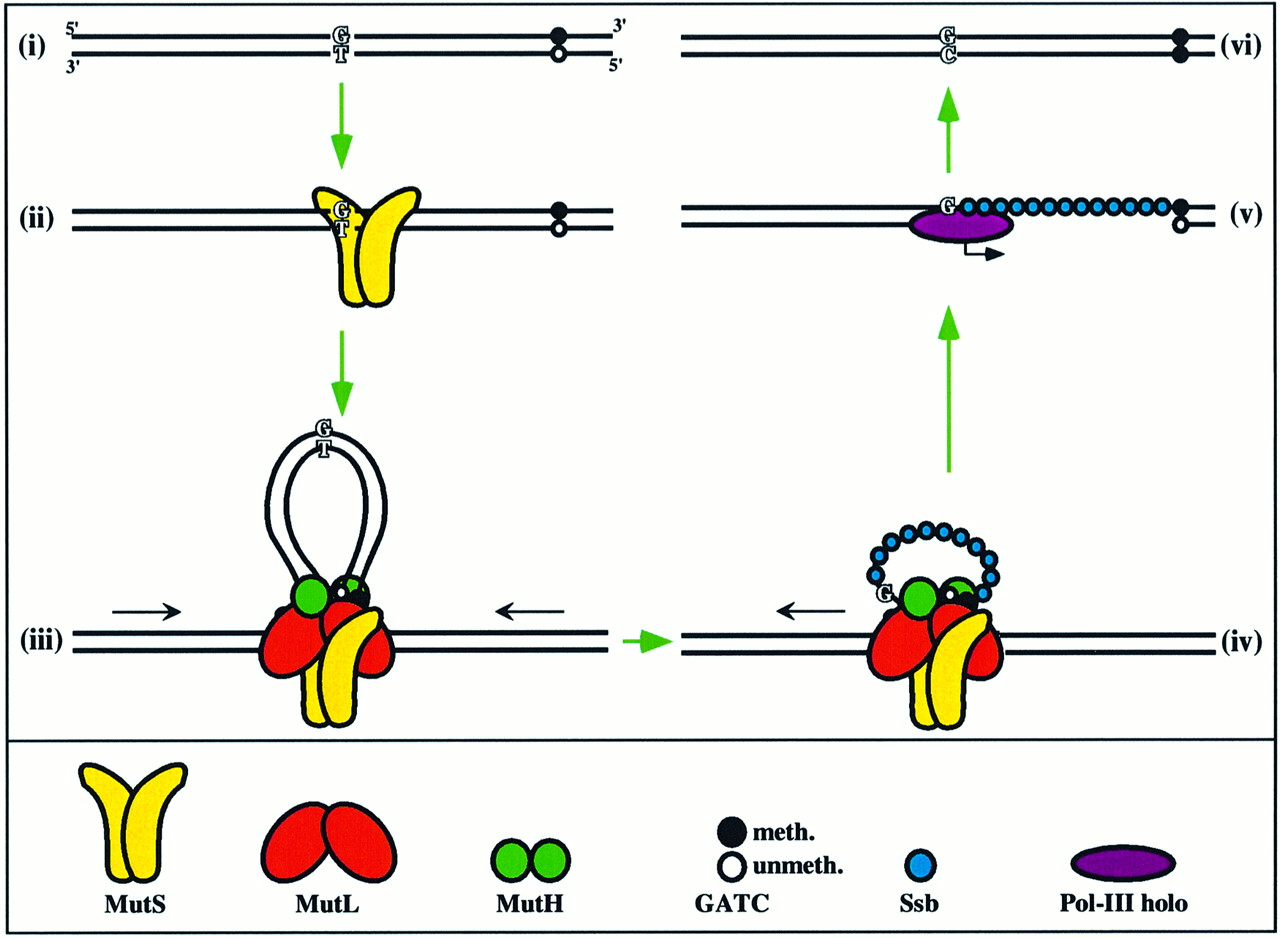 5' 3'
(i) G (vi) G
T C
3' 5'
(ii) G (v) G
T
G
T
G
(iii) (iv)
meth.
unmeth.
MutS MutL MutH GATC Ssb Pol-III holo